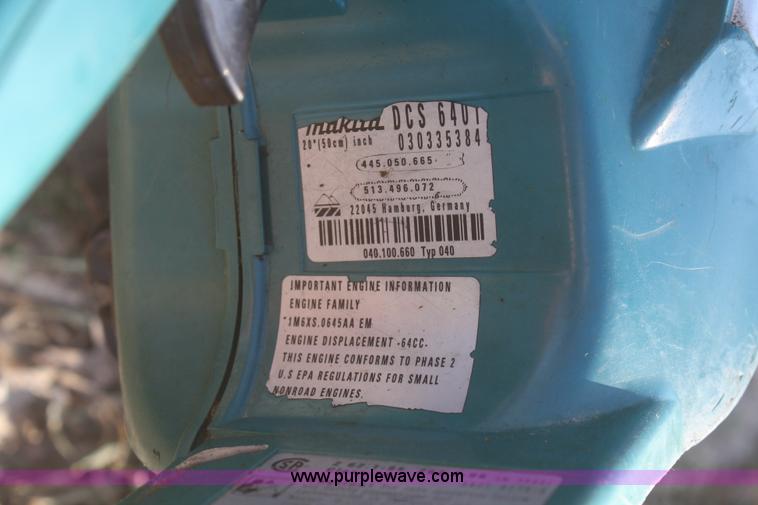 makita DCS 6401
20" (50cm) inch 030335384
445.050.665
513.496.072
22045 Hamburg, Germany
040.100.660 Typ 040
IMPORTANT ENGINE INFORMATION
ENGINE FAMILY
1M6XS.0645AA EM
ENGINE DISPLACEMENT -64CC-
THIS ENGINE CONFORMS TO PHASE 2
U.S EPA REGULATIONS FOR SMALL
NONROAD ENGINES.
www.purplewave.com